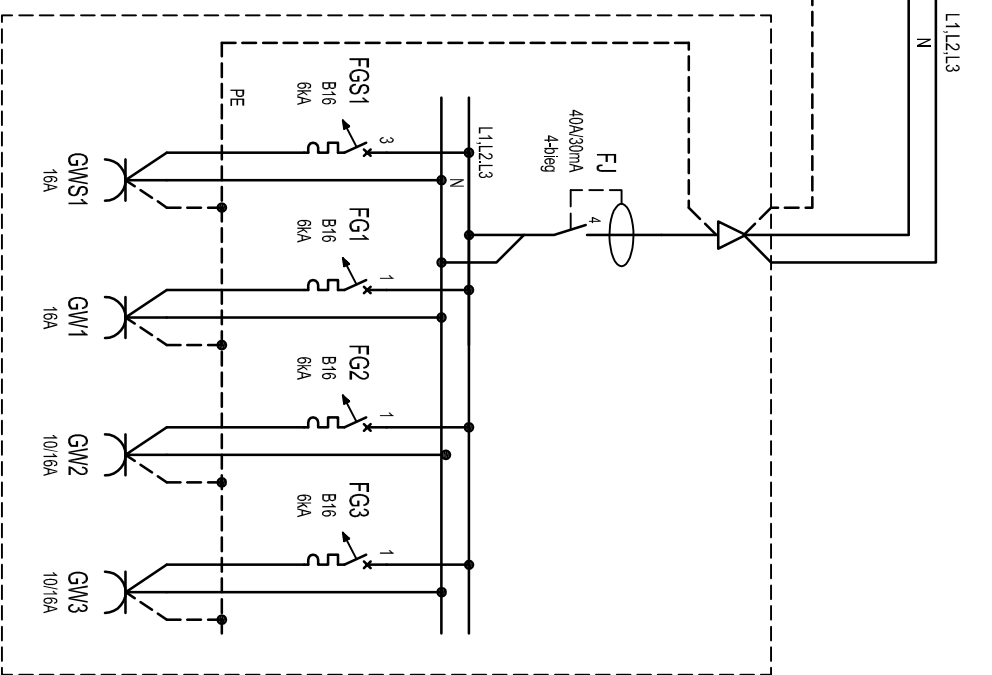 L1,L2,L3
N
FJ
40A/30mA
4-bieg
4
L1,L2,L3
N
PE
FGS1
B16
6kA
3
FG1
B16
6kA
1
FG2
B16
6kA
1
FG3
B16
6kA
1
GWS1
16A
GW1
16A
GW2
10/16A
GW3
10/16A